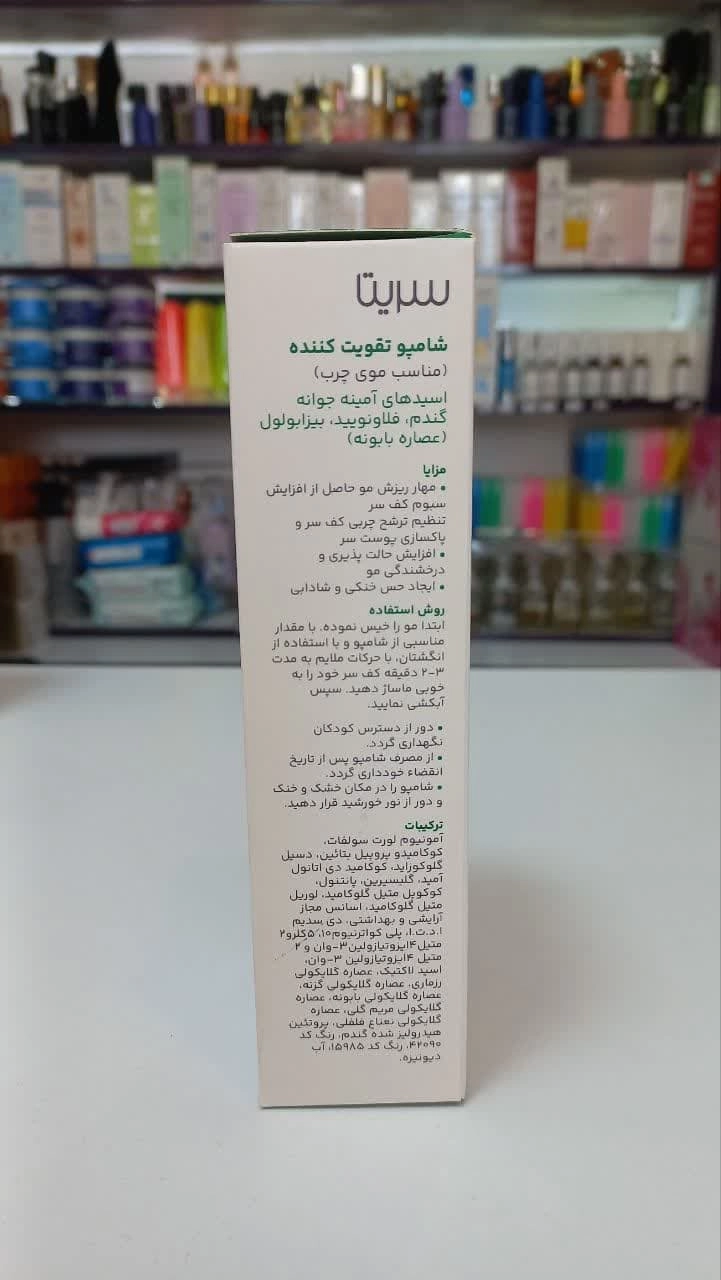 سریتا
شامپو تقویت کننده
(مناسب موی چرب)
اسیدهای آمینه جوانه
گندم، فلاونویید، بیزابولول
(عصاره بابونه)
مزایا
• مهار ریزش مو حاصل از افزایش
سبوم کف سر
تنظیم ترشح چربی کف سر و
پاکسازی پوست سر
• افزایش حالت پذیری و
درخشندگی مو
• ایجاد حس خنکی و شادابی
روش استفاده
ابتدا مو را خیس نموده، با مقدار
مناسبی از شامپو و با استفاده از
انگشتان، با حرکات ملایم به مدت
۲-۳ دقیقه کف سر خود را به
خوبی ماساژ دهید. سپس
آبکشی نمایید.
• دور از دسترس کودکان
نگهداری گردد.
• از مصرف شامپو پس از تاریخ
انقضاء خودداری گردد.
• شامپو را در مکان خشک و خنک
و دور از نور خورشید قرار دهید.
ترکیبات
آمونیوم لورت سولفات،
کوکامیدو پروپیل بتائین، دسیل
گلوکوزاید، کوکامید دی اتانول
آمید، گلیسیرین، پانتنول،
کوکویل متیل گلوکامید، لوریل
متیل گلوکامید، اسانس مجاز
آرایشی و بهداشتی، دی سدیم
ا.د.ت.ا، پلی کواترنیوم۱۰، ۵کلرو۲
متیل۴ایزوتیازولین۳-وان و ۲
متیل ۴ایزوتیازولین ۳-وان،
اسید لاکتیک، عصاره گلایکولی
رزماری، عصاره گلایکولی گزنه،
عصاره گلایکولی بابونه، عصاره
گلایکولی مریم گلی، عصاره
گلایکولی نعناع فلفلی، پروتئین
هیدرولیز شده گندم، رنگ کد
۴۲۰۹۰، رنگ کد ۱۵۹۸۵، آب
دیونیزه.